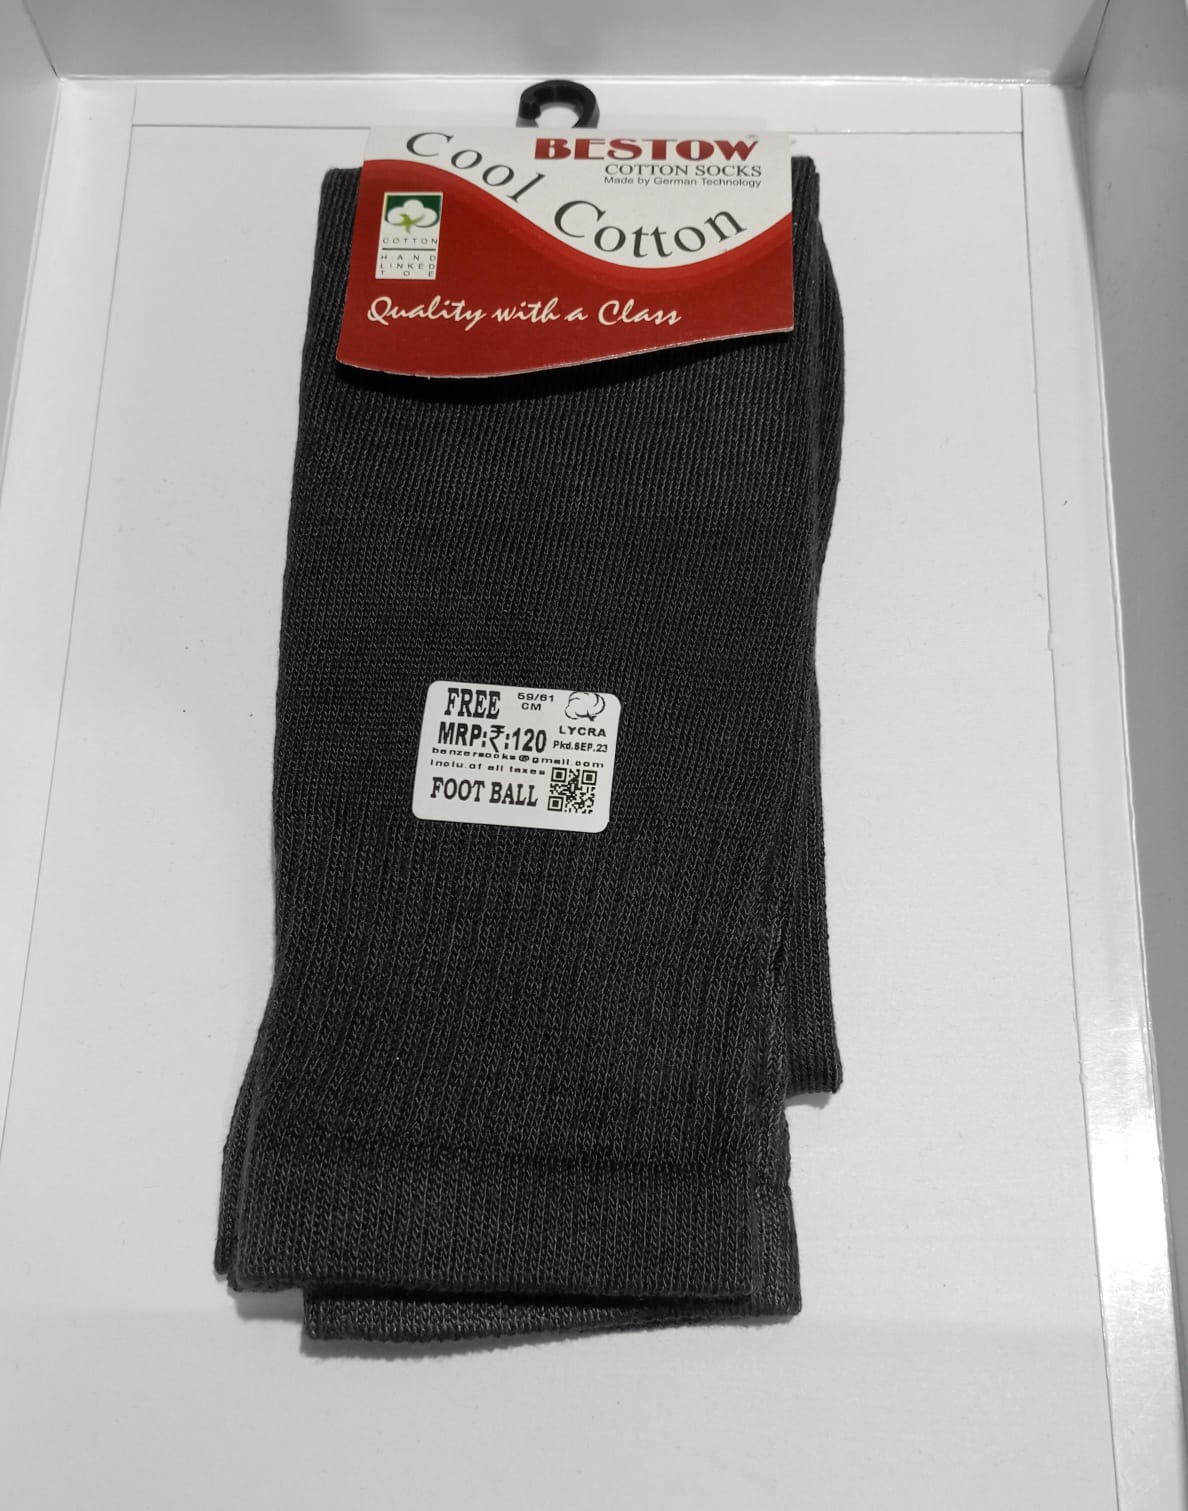 BESTOW®
COTTON SOCKS
Made by German Technology
Cool Cotton
COTTON
HAND
LINKED
TOE
Quality with a Class
FREE 59/61
CM
LYCRA
MRP:₹:120 Pkd.SEP.23
benzersocks@gmail.com
inclu.of all taxes
FOOT BALL